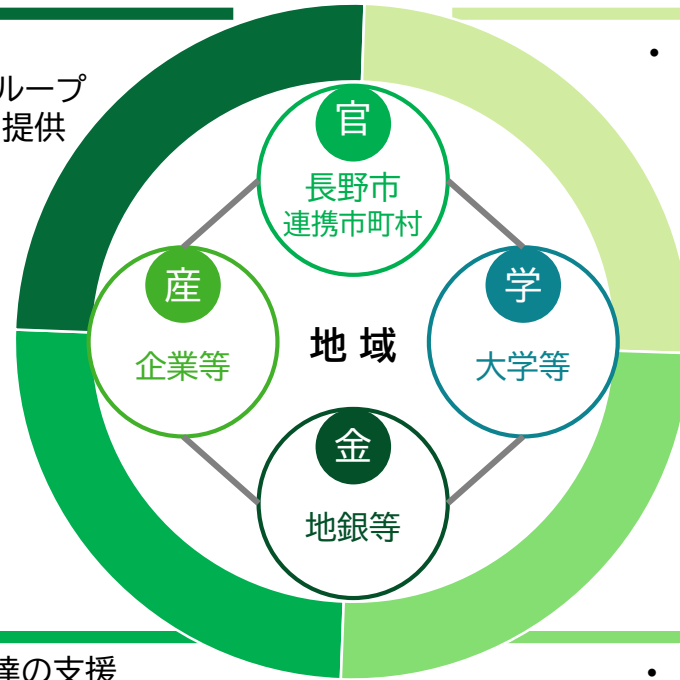 ループ
提供
・
官
長野市
連携市町村
産
企業等
学
大学等
地域
金
地銀等
達の支援
・